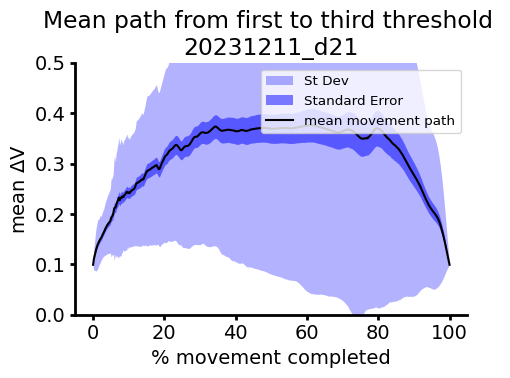 Mean path from first to third threshold
20231211_d21
St Dev
Standard Error
mean movement path
mean ΔV
0.5
0.4
0.3
0.2
0.1
0.0
0 20 40 60 80 100
% movement completed